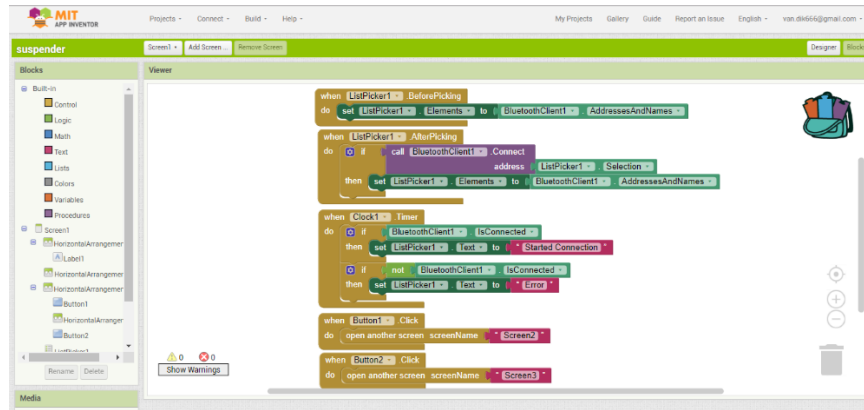 MIT
APP INVENTOR
Projects Connect Build Help
My Projects Gallery Guide Report an Issue English van.dik666@gmail.com
suspender
Screen1 Add Screen ... Remove Screen
Designer Blocks
Blocks
Viewer
Built-in
Control
Logic
Math
Text
Lists
Colors
Variables
Procedures
Screen1
HorizontalArrangemer
Label1
HorizontalArrangemer
HorizontalArrangemer
Button1
HorizontalArranger
Button2
ListPicker1
Rename Delete
Media
when ListPicker1 .BeforePicking
do set ListPicker1 . Elements to BluetoothClient1 . AddressesAndNames
when ListPicker1 .AfterPicking
do if call BluetoothClient1 .Connect
address ListPicker1 . Selection
then set ListPicker1 . Elements to BluetoothClient1 . AddressesAndNames
when Clock1 .Timer
do if BluetoothClient1 . IsConnected
then set ListPicker1 . Text to " Started Connection "
if not BluetoothClient1 . IsConnected
then set ListPicker1 . Text to " Error "
when Button1 .Click
do open another screen screenName " Screen2 "
when Button2 .Click
do open another screen screenName " Screen3 "
0 0
Show Warnings